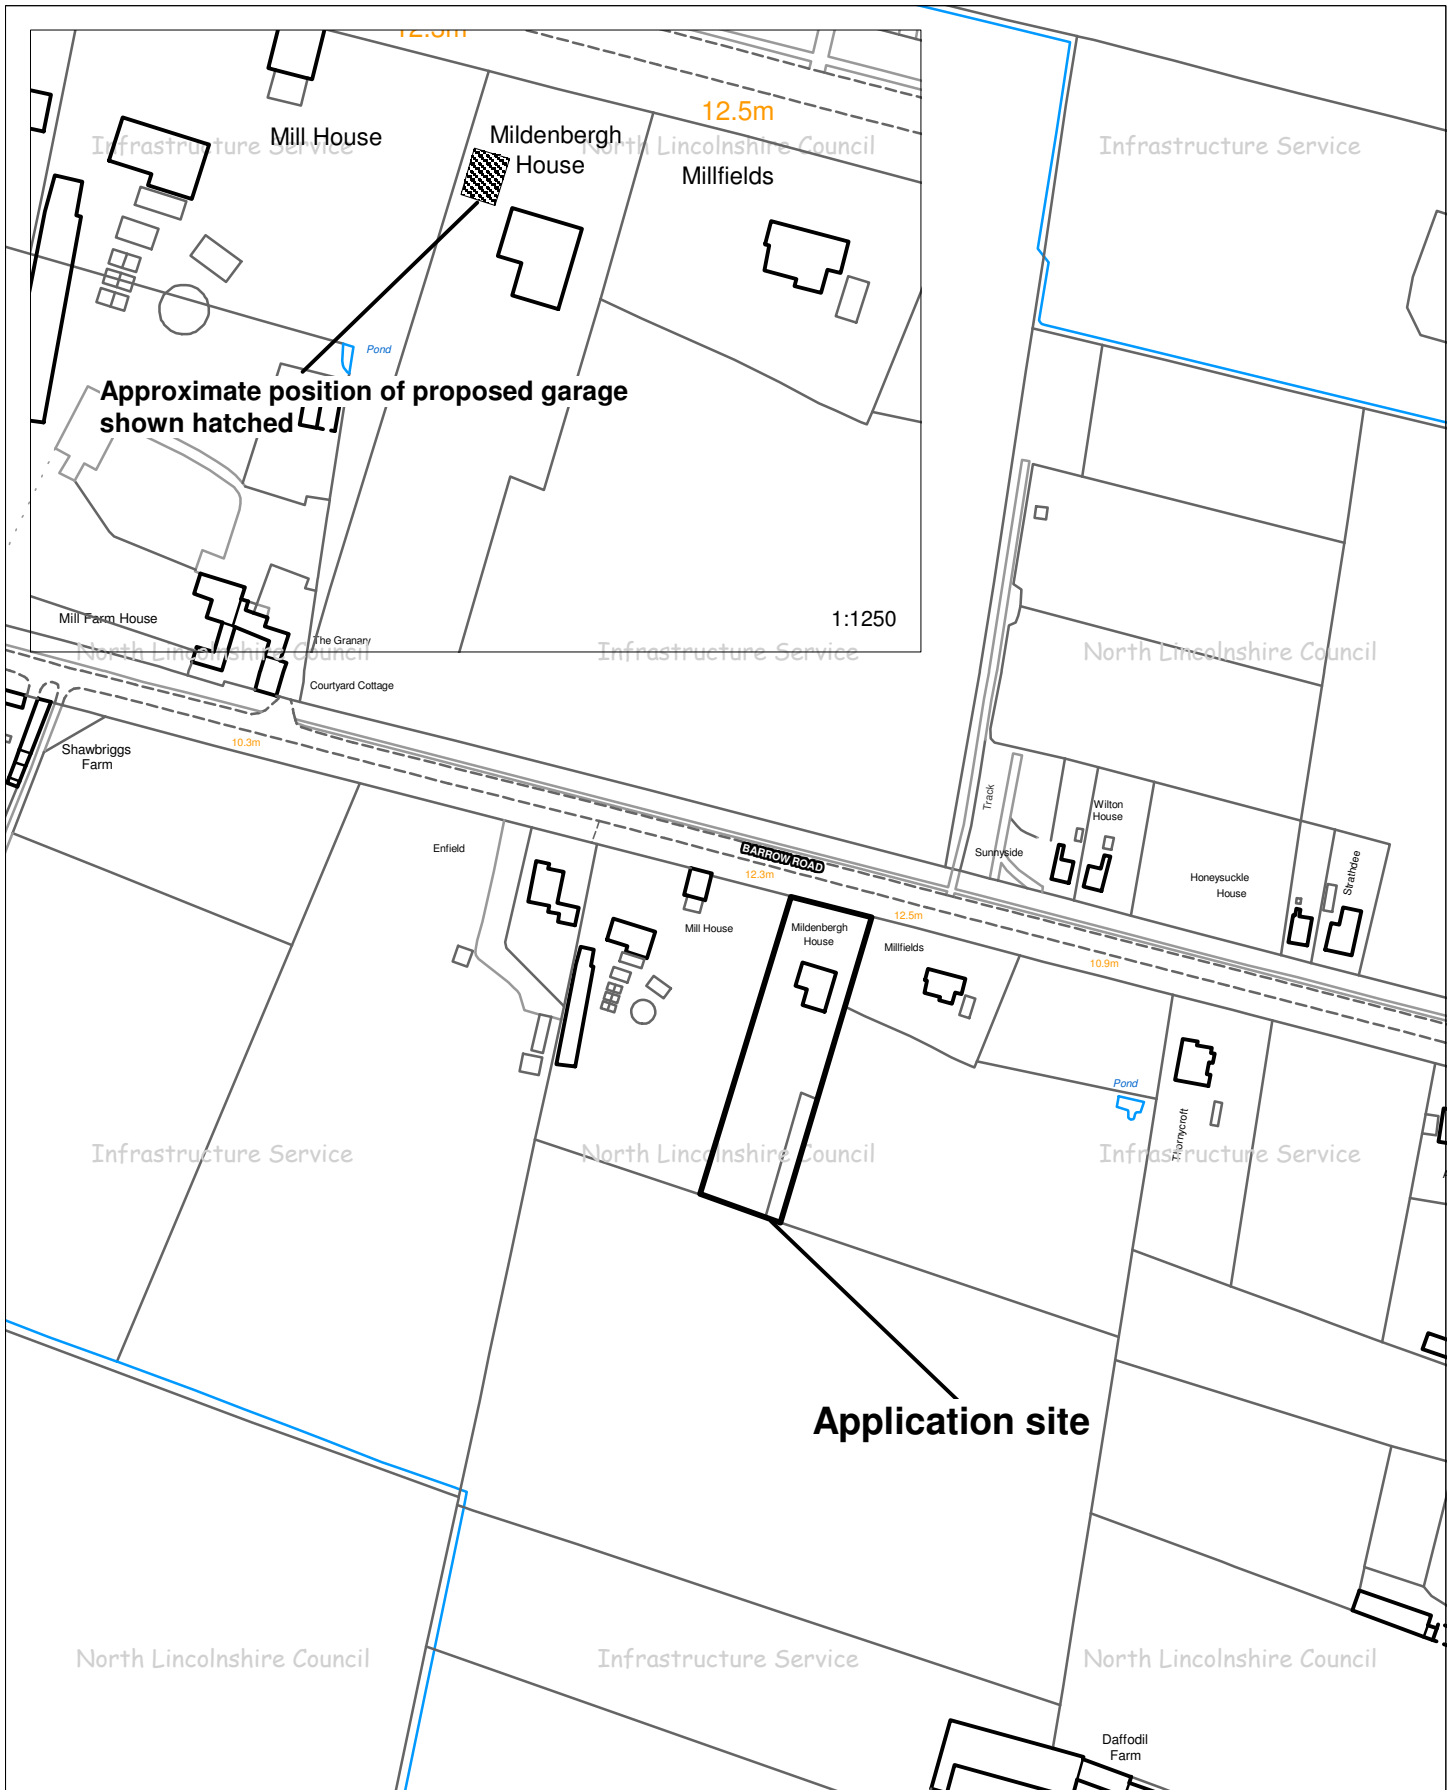 12.5m
Infrastructure Service
North Lincolnshire Council
Infrastructure Service
Mill House
Mildenbergh
House
Millfields
Pond
Approximate position of proposed garage
shown hatched
1:1250
Mill Farm House
The Granary
North Lincolnshire Council
Infrastructure Service
North Lincolnshire Council
Courtyard Cottage
10.3m
Shawbriggs
Farm
Track
Wilton
House
Enfield
BARROW ROAD
Sunnyside
12.3m
Honeysuckle
House
Strathdee
12.5m
Mill House
Mildenbergh
House
Millfields
10.9m
Pond
Thornycroft
Infrastructure Service
North Lincolnshire Council
Infrastructure Service
Application site
North Lincolnshire Council
Infrastructure Service
North Lincolnshire Council
Daffodil
Farm